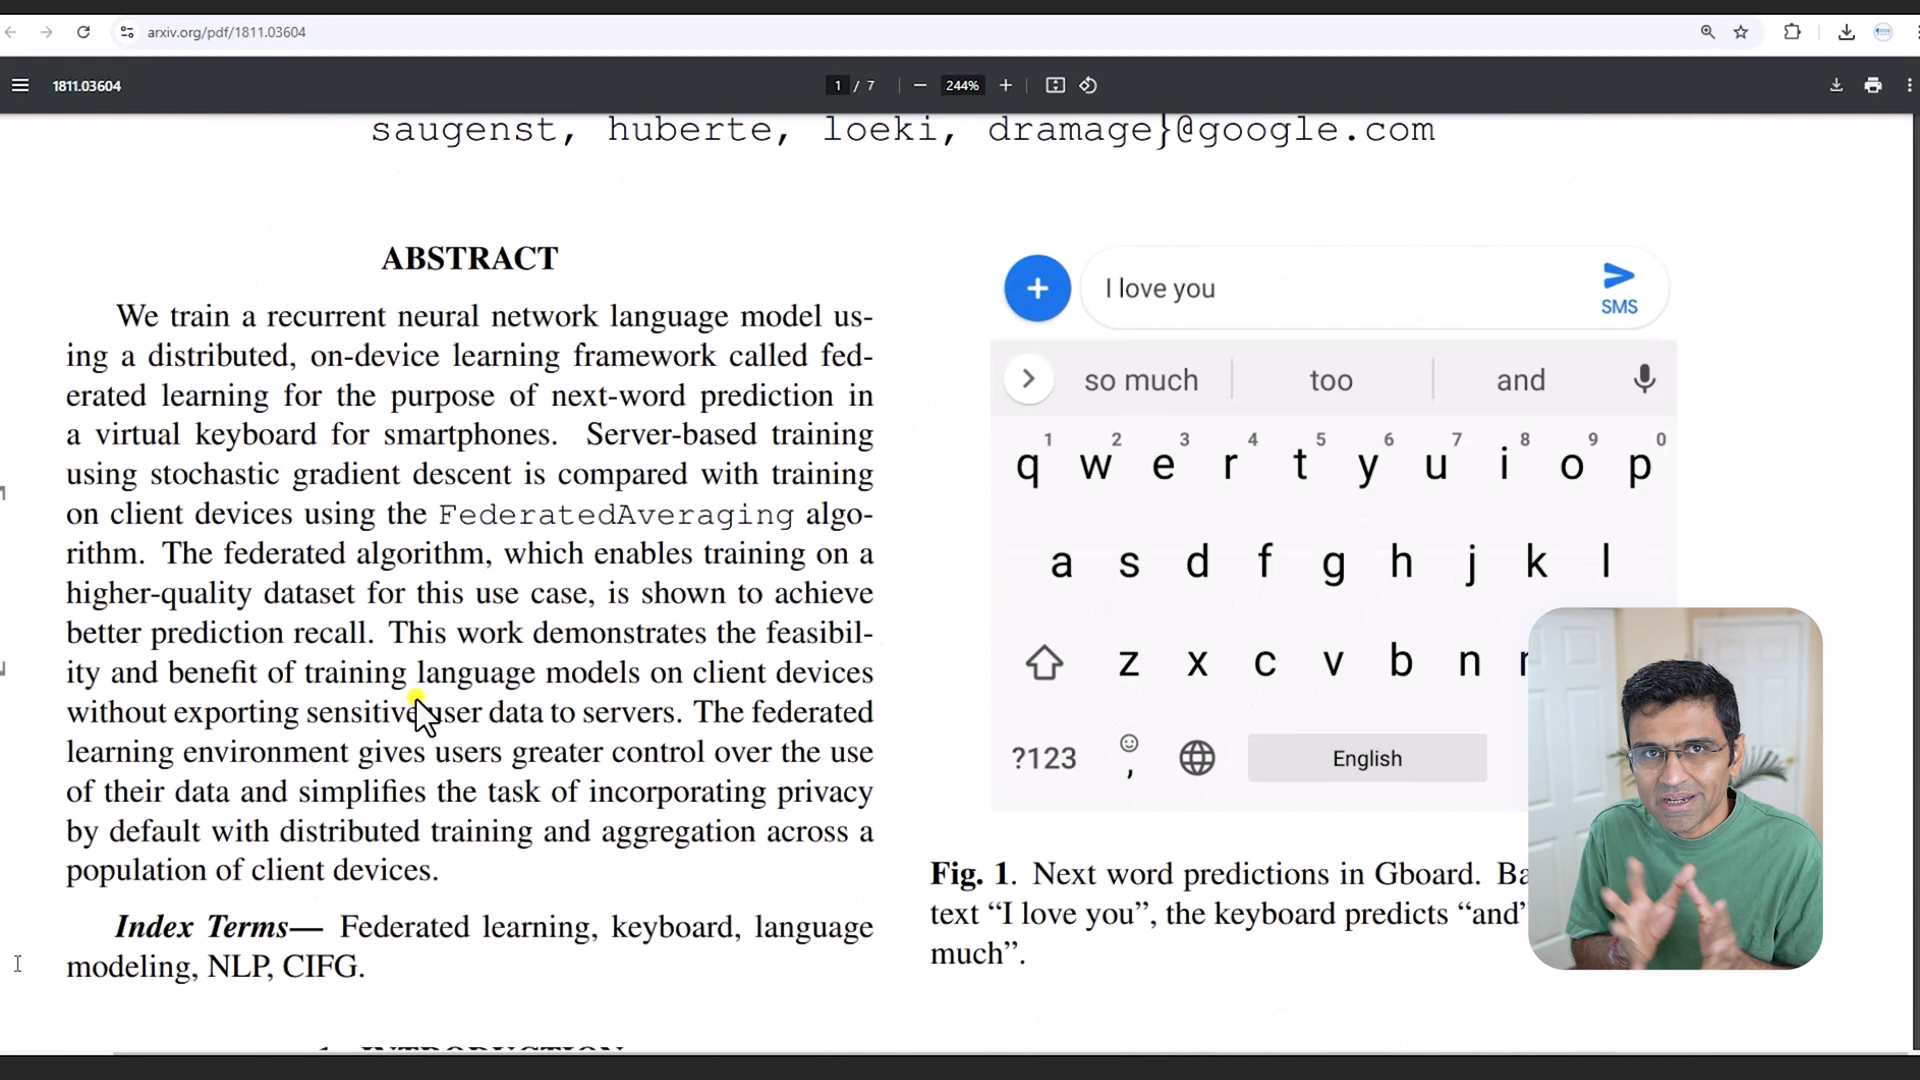 arxiv.org/pdf/1811.03604
1811.03604
1 / 7
244%
saugenst, huberte, loeki, dramage}@google.com
ABSTRACT
We train a recurrent neural network language model us-
ing a distributed, on-device learning framework called fed-
erated learning for the purpose of next-word prediction in
a virtual keyboard for smartphones. Server-based training
using stochastic gradient descent is compared with training
on client devices using the FederatedAveraging algo-
rithm. The federated algorithm, which enables training on a
higher-quality dataset for this use case, is shown to achieve
better prediction recall. This work demonstrates the feasibil-
ity and benefit of training language models on client devices
without exporting sensitive user data to servers. The federated
learning environment gives users greater control over the use
of their data and simplifies the task of incorporating privacy
by default with distributed training and aggregation across a
population of client devices.
Index Terms— Federated learning, keyboard, language
modeling, NLP, CIFG.
I love you
SMS
so much too and
1 2 3 4 5 6 7 8 9 0
q w e r t y u i o p
a s d f g h j k l
z x c v b n
?123 , English
Fig. 1. Next word predictions in Gboard.
text “I love you”, the keyboard predicts “and”
much”.
1. INTRODUCTION